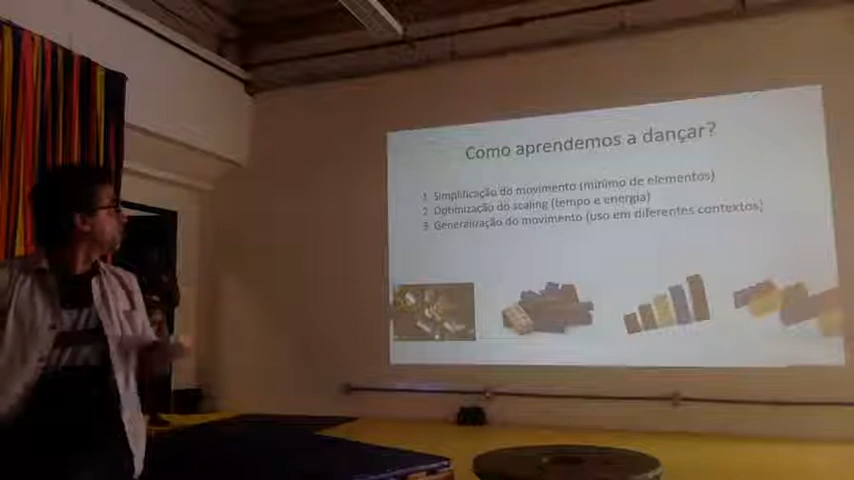 Como aprendemos a dançar?
1 Simplificação do movimento (mínimo de elementos)
2 Optimização do scaling (tempo e energia)
3 Generalização do movimento (uso em diferentes contextos)